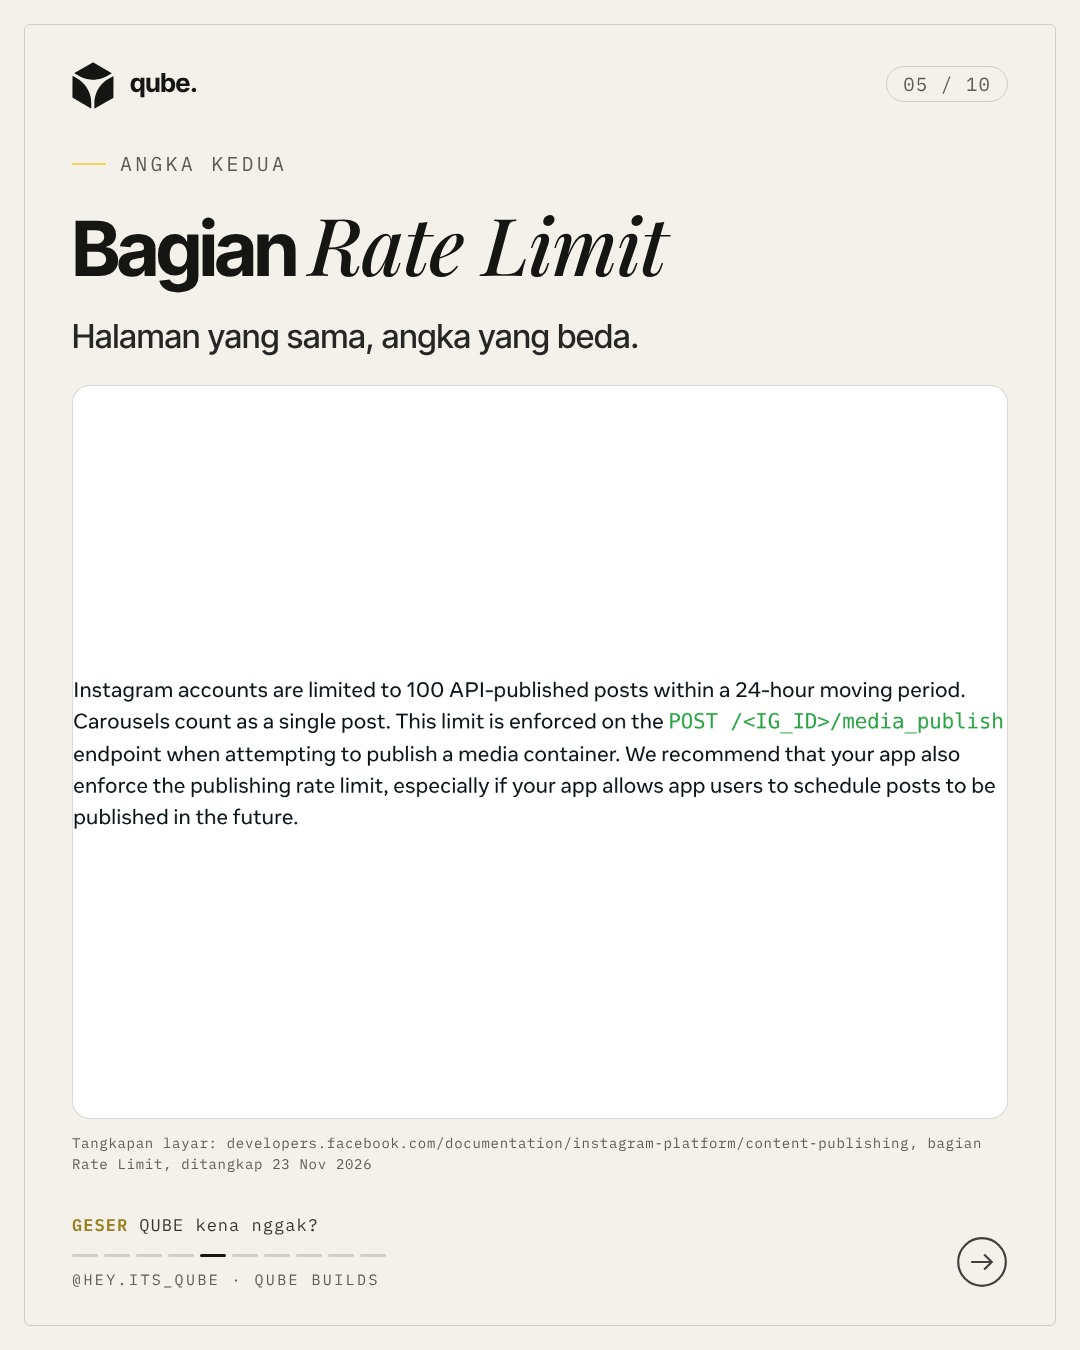 qube.
05 / 10
ANGKA KEDUA
Bagian Rate Limit
Halaman yang sama, angka yang beda.
Instagram accounts are limited to 100 API-published posts within a 24-hour moving period.
Carousels count as a single post. This limit is enforced on the POST /<IG_ID>/media_publish
endpoint when attempting to publish a media container. We recommend that your app also
enforce the publishing rate limit, especially if your app allows app users to schedule posts to be
published in the future.
Tangkapan layar: developers.facebook.com/documentation/instagram-platform/content-publishing, bagian
Rate Limit, ditangkap 23 Nov 2026
GESER QUBE kena nggak?
@HEY.ITS_QUBE · QUBE BUILDS